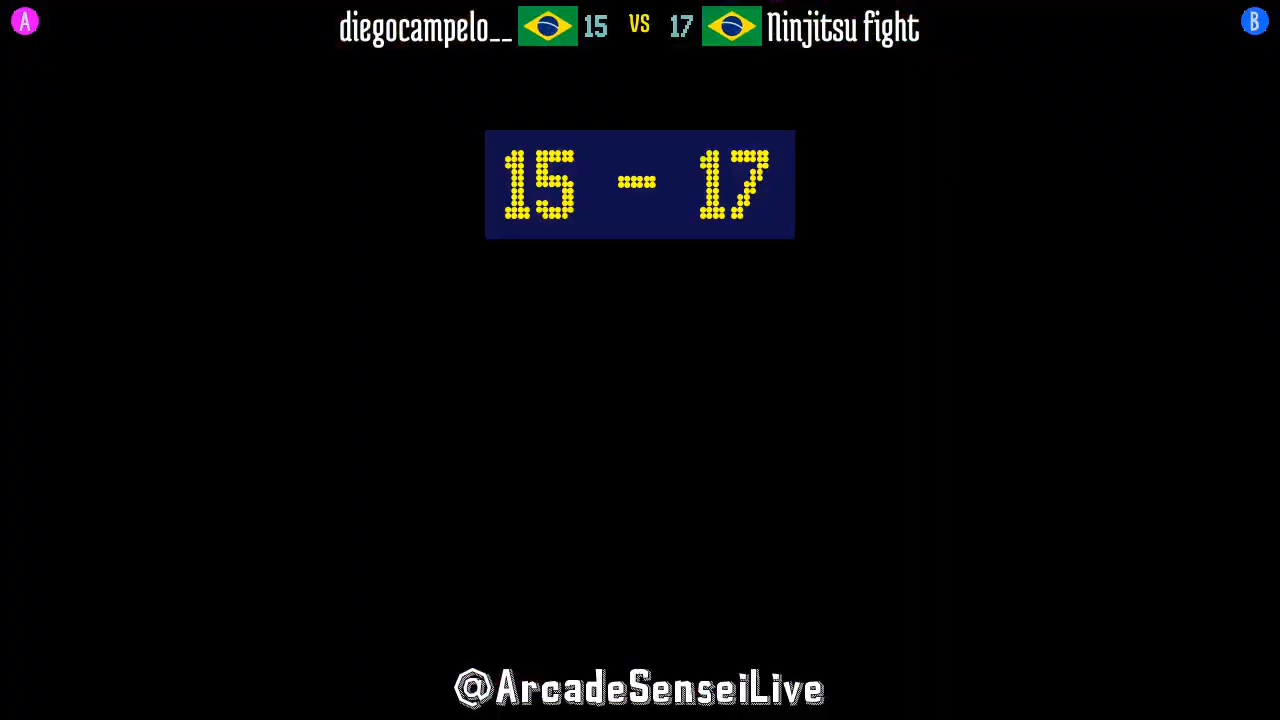 A diegocampelo__ 15 VS 17 Ninjitsu fight B
15 - 17
@ArcadeSenseiLive